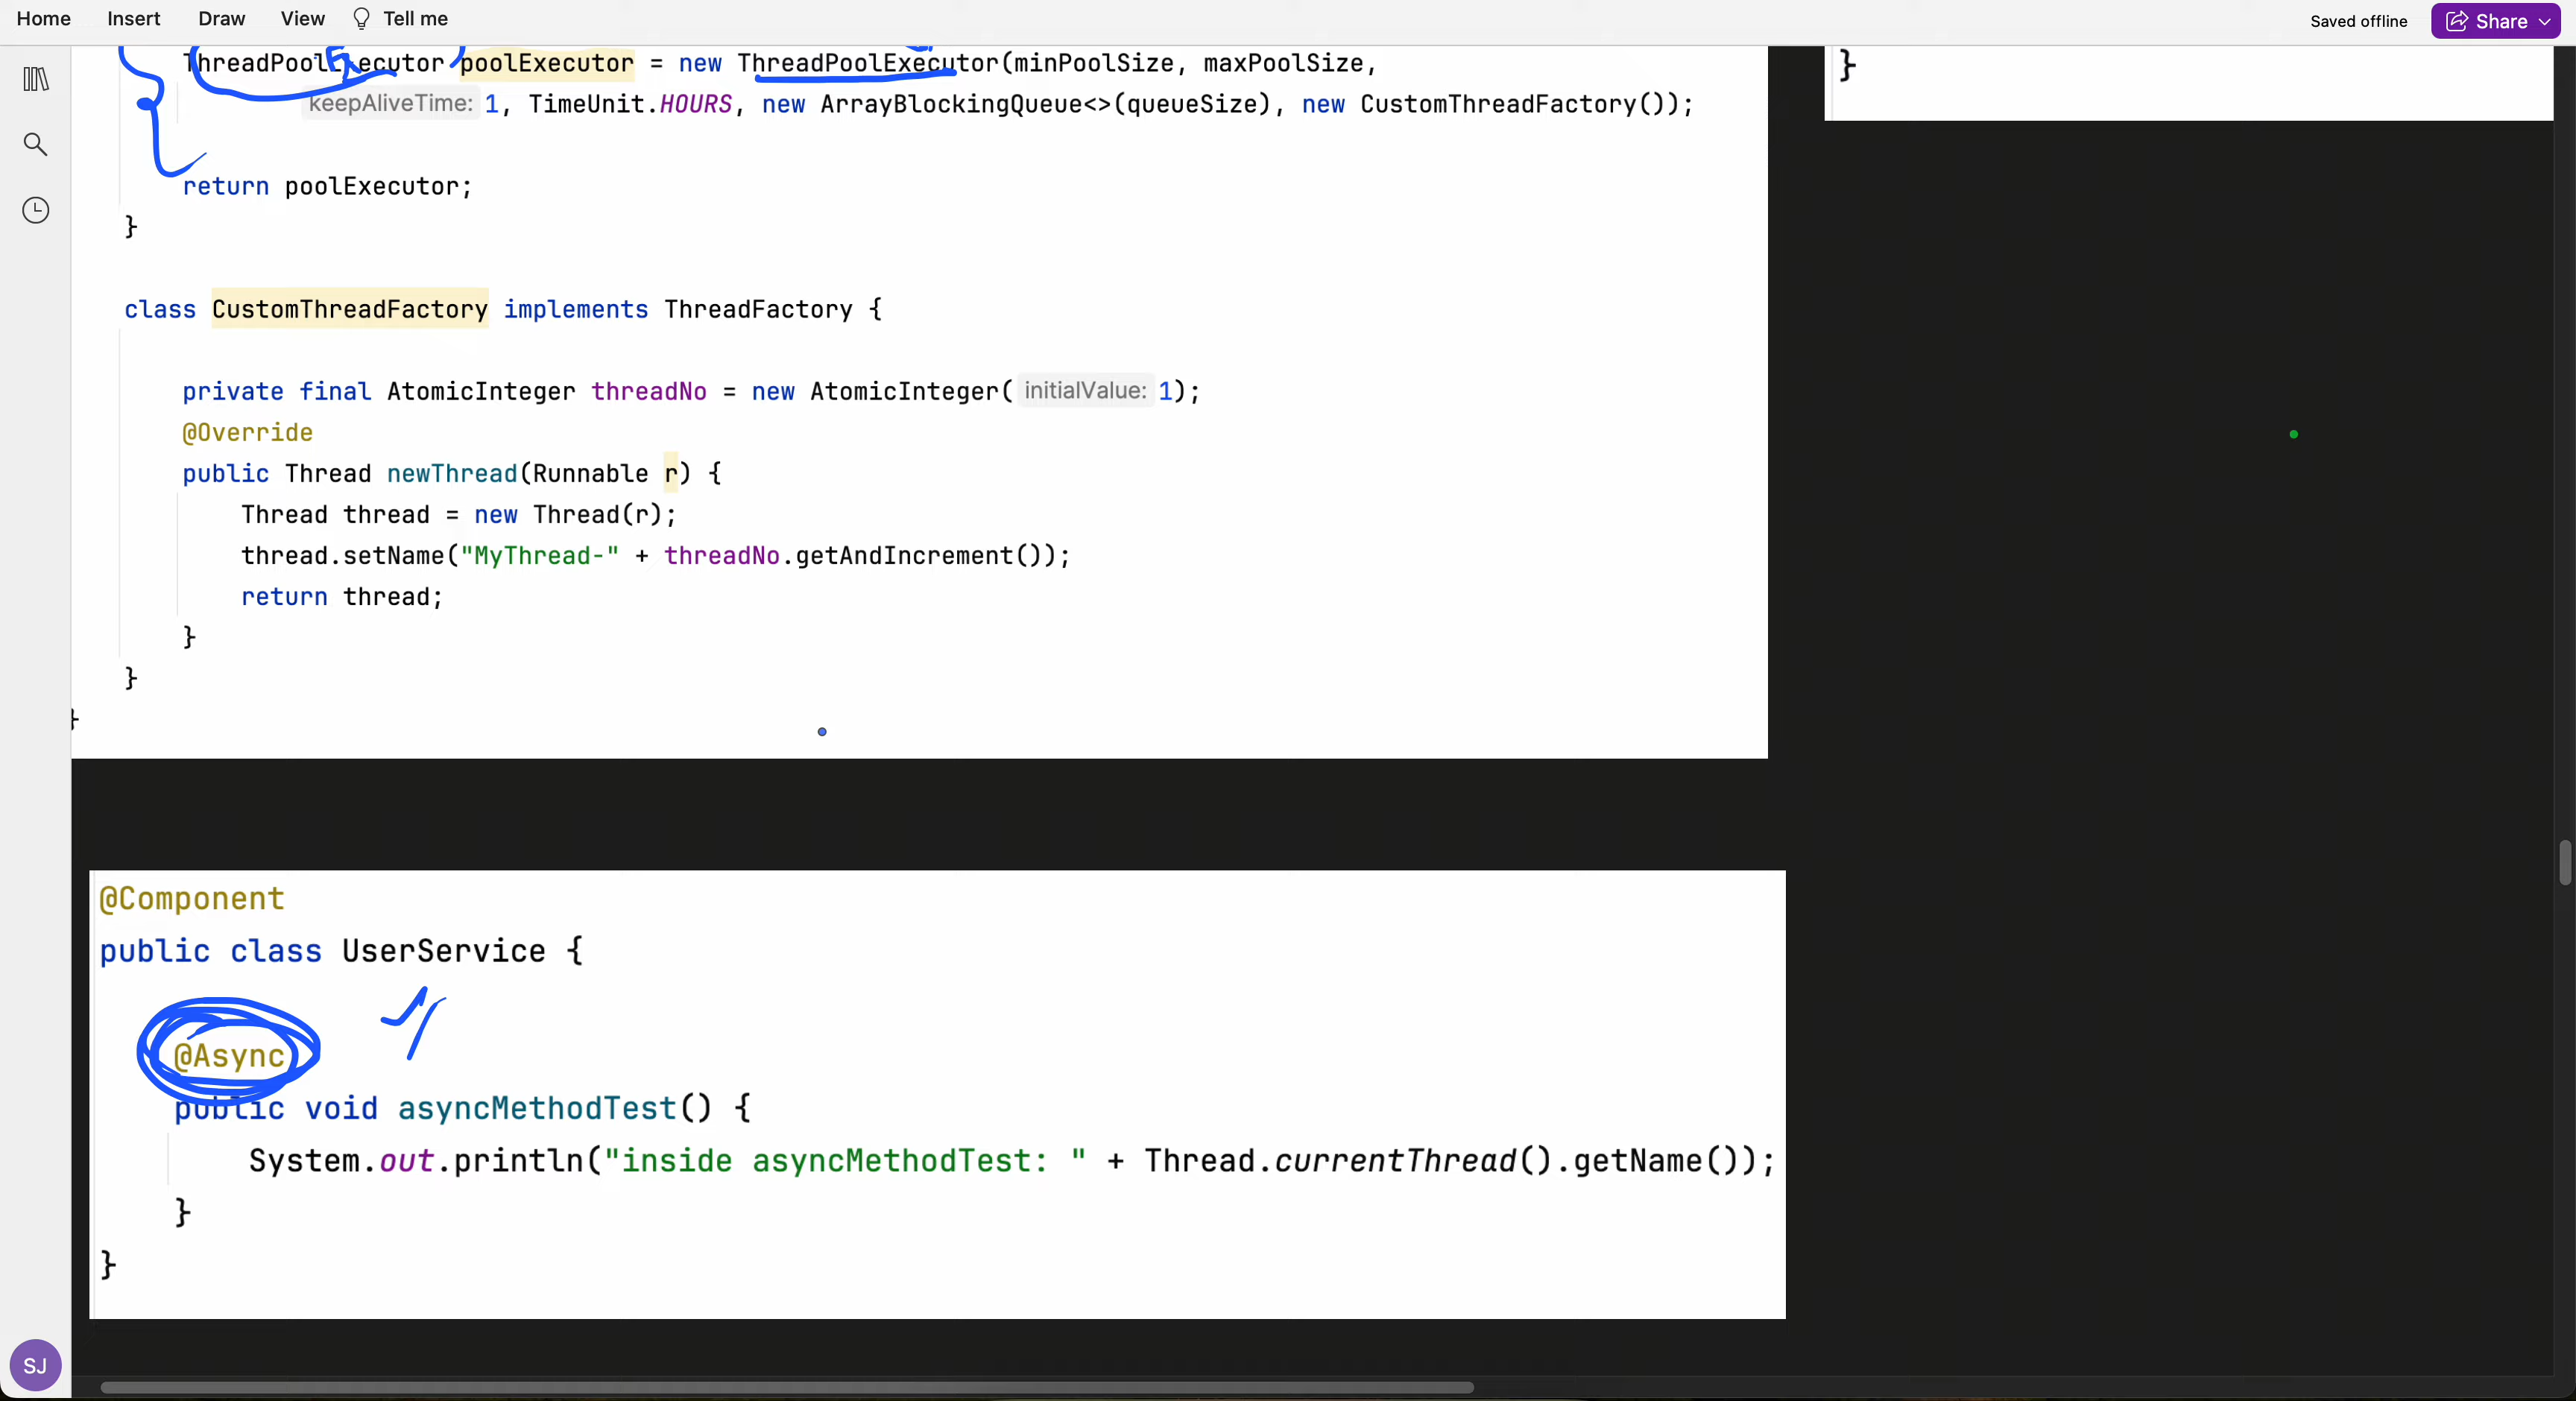 Home Insert Draw View Tell me Saved offline Share
ThreadPoolExecutor poolExecutor = new ThreadPoolExecutor(minPoolSize, maxPoolSize,
keepAliveTime: 1, TimeUnit.HOURS, new ArrayBlockingQueue<>(queueSize), new CustomThreadFactory());
return poolExecutor;
}
class CustomThreadFactory implements ThreadFactory {
private final AtomicInteger threadNo = new AtomicInteger( initialValue: 1);
@Override
public Thread newThread(Runnable r) {
Thread thread = new Thread(r);
thread.setName("MyThread-" + threadNo.getAndIncrement());
return thread;
}
}
}
}
@Component
public class UserService {
@Async
public void asyncMethodTest() {
System.out.println("inside asyncMethodTest: " + Thread.currentThread().getName());
}
}
SJ